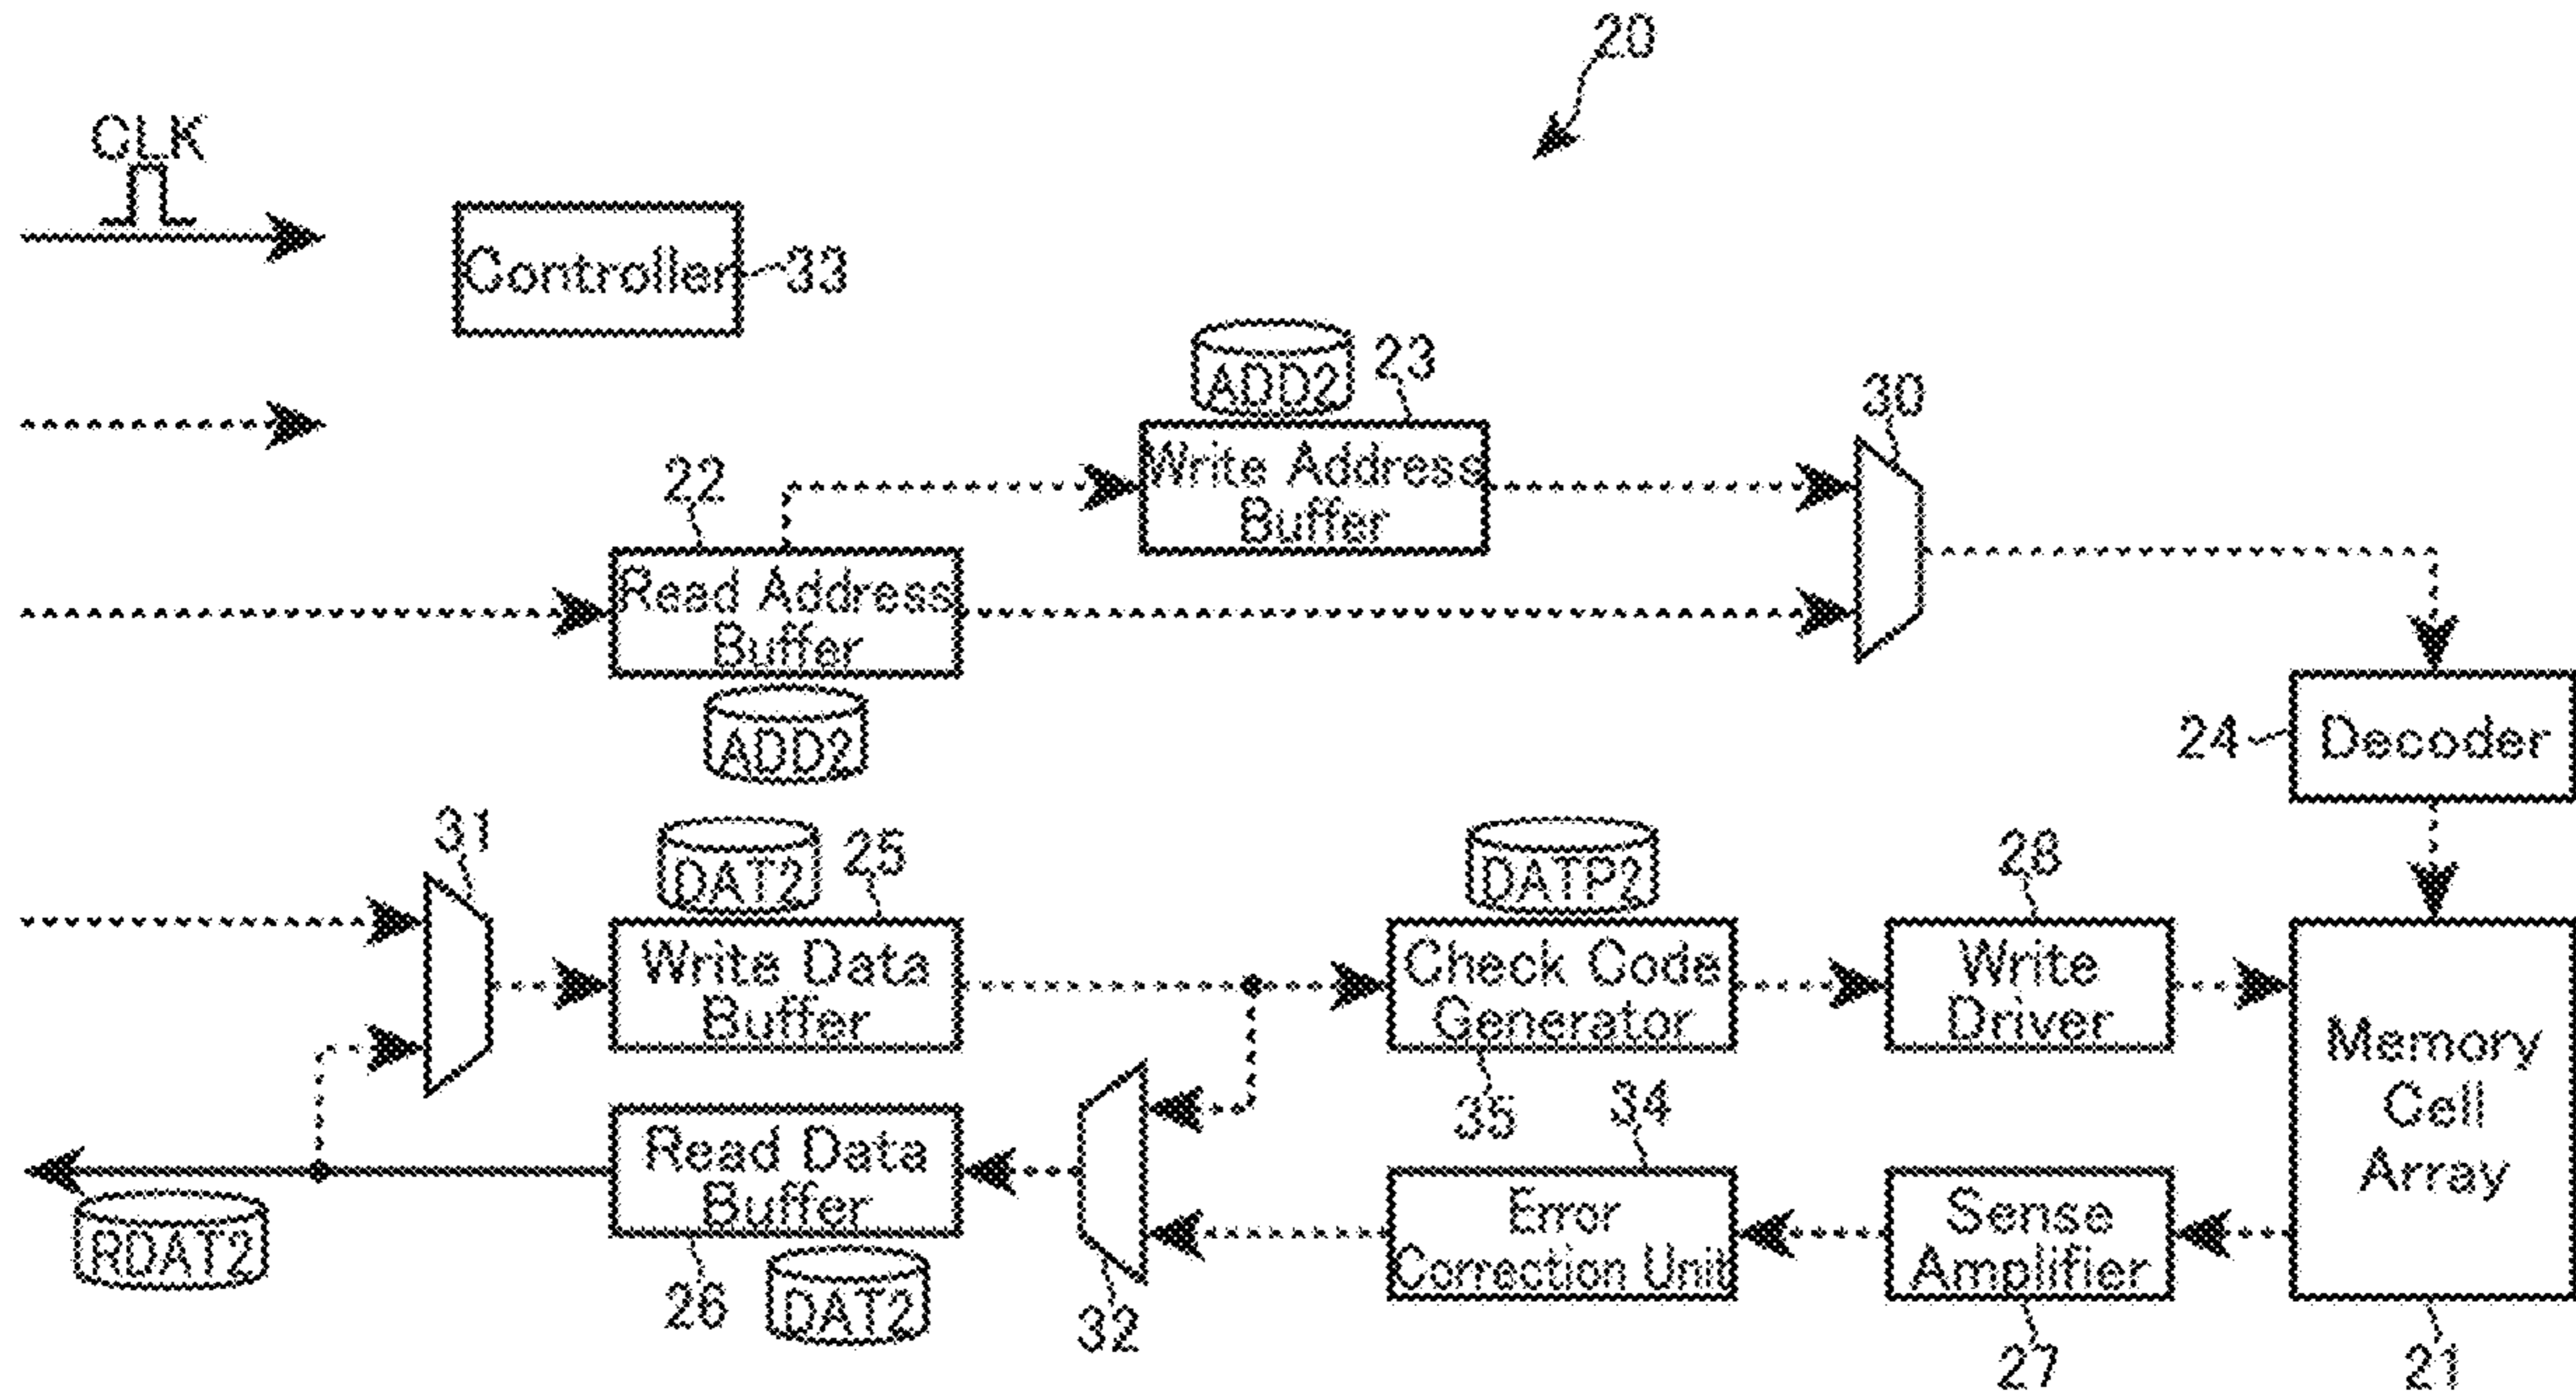 20
CLK
Controller
33
ADD2
23
30
22
Write Address
Buffer
Read Address
Buffer
ADD2
24
Decoder
31
DAT2
25
DATP2
28
Write Data
Buffer
Check Code
Generator
Write
Driver
Memory
Cell
Array
35
34
Read Data
Buffer
Error
Correction Unit
Sense
Amplifier
RDAT2
26
DAT2
32
27
21